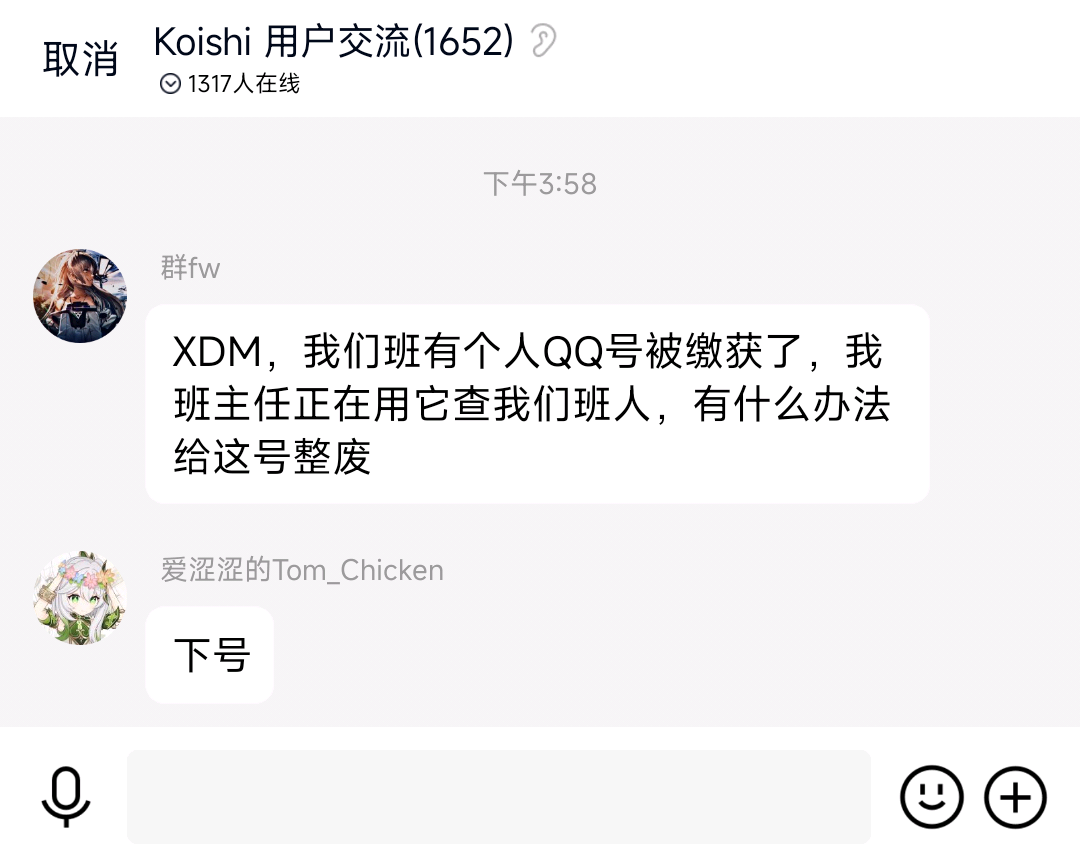 取消
Koishi 用户交流(1652)
1317人在线
下午3:58
群fw
XDM，我们班有个人QQ号被缴获了，我
班主任正在用它查我们班人，有什么办法
给这号整废
爱涩涩的Tom_Chicken
下号